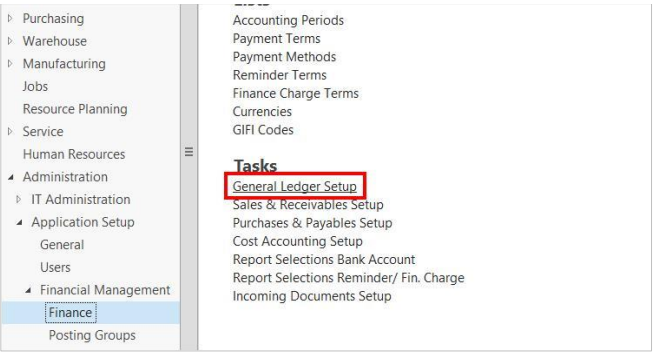 Purchasing
Warehouse
Manufacturing
Jobs
Resource Planning
Service
Human Resources
Administration
IT Administration
Application Setup
General
Users
Financial Management
Finance
Posting Groups
Lists
Accounting Periods
Payment Terms
Payment Methods
Reminder Terms
Finance Charge Terms
Currencies
GIFI Codes
Tasks
General Ledger Setup
Sales & Receivables Setup
Purchases & Payables Setup
Cost Accounting Setup
Report Selections Bank Account
Report Selections Reminder/ Fin. Charge
Incoming Documents Setup